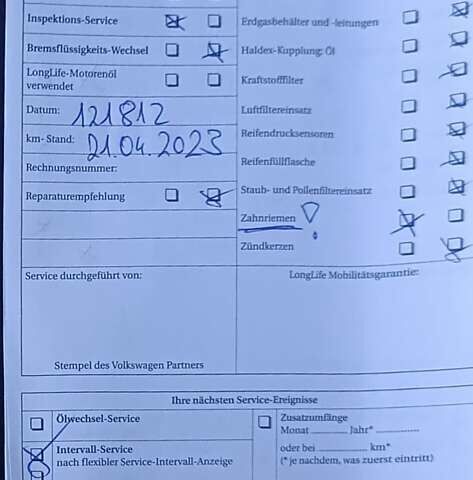 Inspektions-Service
Bremsflüssigkeits-Wechsel
LongLife-Motorenöl
verwendet
Datum: 121812
km- Stand: 21.04.2023
Rechnungsnummer:
Reparaturempfehlung
Service durchgeführt von:
Stempel des Volkswagen Partners
Erdgasbehälter und -leitungen
Haldex-Kupplung: Öl
Kraftstofffilter
Luftfiltereinsatz
Reifendrucksensoren
Reifenfüllflasche
Staub- und Pollenfiltereinsatz
Zahnriemen !
Zündkerzen
LongLife Mobilitätsgarantie:
Ihre nächsten Service-Ereignisse
Ölwechsel-Service
Intervall-Service
nach flexibler Service-Intervall-Anzeige
Zusatzumfänge
Monat Jahr*
oder bei km*
(* je nachdem, was zuerst eintritt)